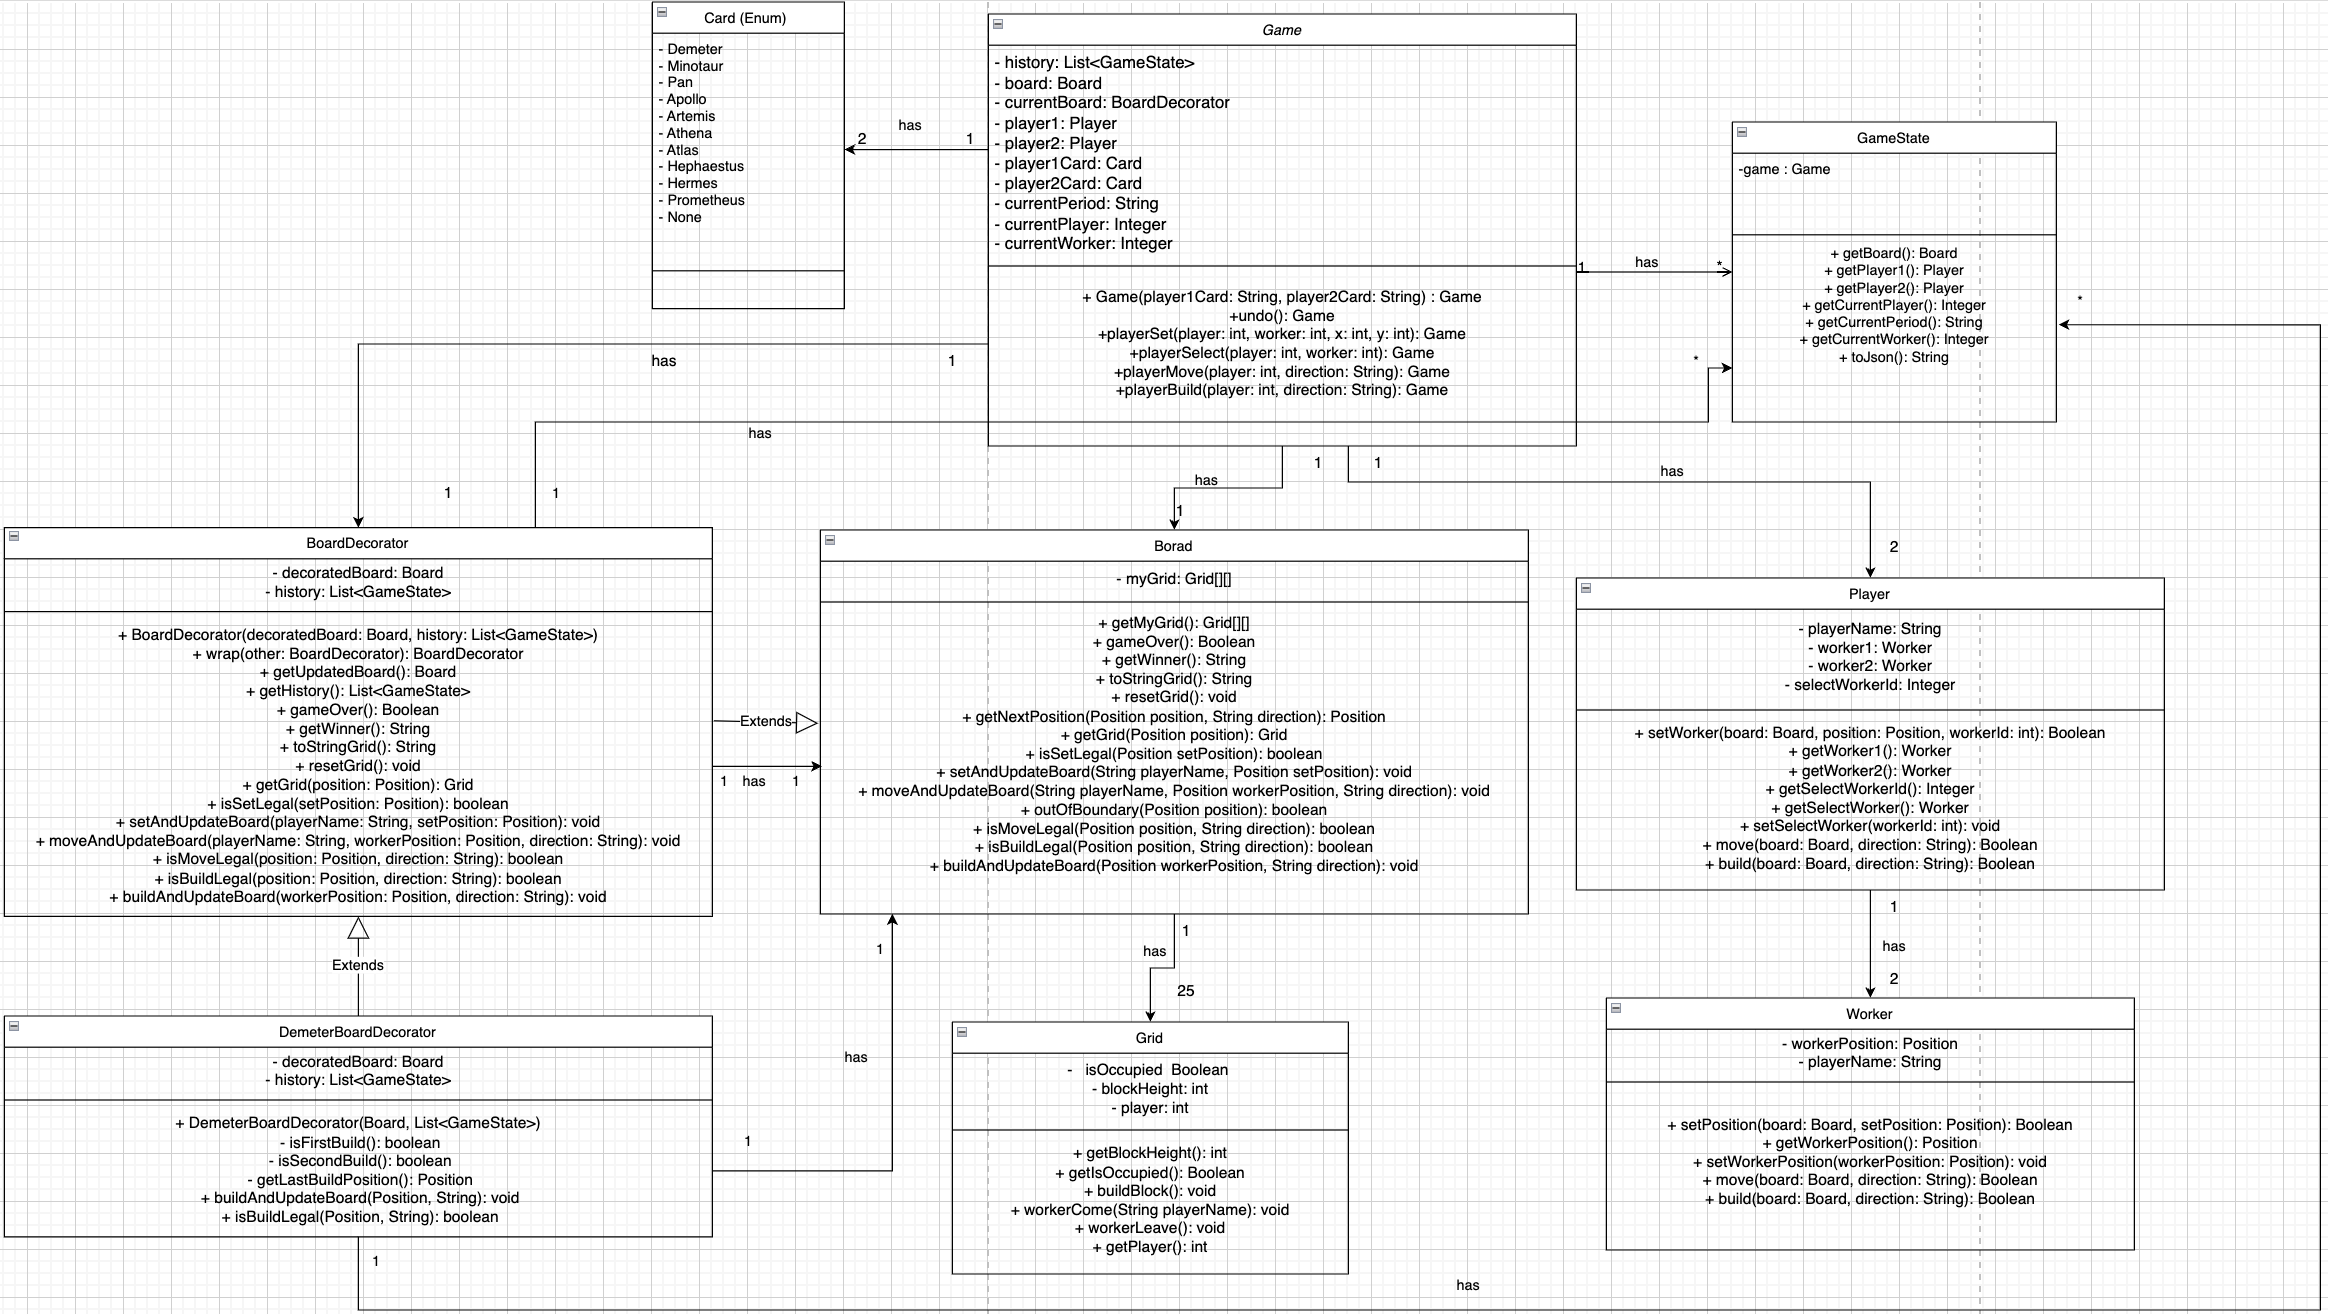 Card (Enum)
- Demeter
- Minotaur
- Pan
- Apollo
- Artemis
- Athena
- Atlas
- Hephaestus
- Hermes
- Prometheus
- None
2
has
1
Game
- history: List<GameState>
- board: Board
- currentBoard: BoardDecorator
- player1: Player
- player2: Player
- player1Card: Card
- player2Card: Card
- currentPeriod: String
- currentPlayer: Integer
- currentWorker: Integer
+ Game(player1Card: String, player2Card: String) : Game
+undo(): Game
+playerSet(player: int, worker: int, x: int, y: int): Game
+playerSelect(player: int, worker: int): Game
+playerMove(player: int, direction: String): Game
+playerBuild(player: int, direction: String): Game
1
has
*
GameState
-game : Game
+ getBoard(): Board
+ getPlayer1(): Player
+ getPlayer2(): Player
+ getCurrentPlayer(): Integer
+ getCurrentPeriod(): String
+ getCurrentWorker(): Integer
+ toJson(): String
*
*
has
1
has
1
1
1
has
1
1
has
2
BoardDecorator
- decoratedBoard: Board
- history: List<GameState>
+ BoardDecorator(decoratedBoard: Board, history: List<GameState>)
+ wrap(other: BoardDecorator): BoardDecorator
+ getUpdatedBoard(): Board
+ getHistory(): List<GameState>
+ gameOver(): Boolean
+ getWinner(): String
+ toStringGrid(): String
+ resetGrid(): void
+ getGrid(position: Position): Grid
+ isSetLegal(setPosition: Position): boolean
+ setAndUpdateBoard(playerName: String, setPosition: Position): void
+ moveAndUpdateBoard(playerName: String, workerPosition: Position, direction: String): void
+ isMoveLegal(position: Position, direction: String): boolean
+ isBuildLegal(position: Position, direction: String): boolean
+ buildAndUpdateBoard(workerPosition: Position, direction: String): void
Extends
1
has
1
Borad
- myGrid: Grid[][]
+ getMyGrid(): Grid[][]
+ gameOver(): Boolean
+ getWinner(): String
+ toStringGrid(): String
+ resetGrid(): void
+ getNextPosition(Position position, String direction): Position
+ getGrid(Position position): Grid
+ isSetLegal(Position setPosition): boolean
+ setAndUpdateBoard(String playerName, Position setPosition): void
+ moveAndUpdateBoard(String playerName, Position workerPosition, String direction): void
+ outOfBoundary(Position position): boolean
+ isMoveLegal(Position position, String direction): boolean
+ isBuildLegal(Position position, String direction): boolean
+ buildAndUpdateBoard(Position workerPosition, String direction): void
Player
- playerName: String
- worker1: Worker
- worker2: Worker
- selectWorkerId: Integer
+ setWorker(board: Board, position: Position, workerId: int): Boolean
+ getWorker1(): Worker
+ getWorker2(): Worker
+ getSelectWorkerId(): Integer
+ getSelectWorker(): Worker
+ setSelectWorker(workerId: int): void
+ move(board: Board, direction: String): Boolean
+ build(board: Board, direction: String): Boolean
Extends
1
has
1
1
has
25
1
has
2
DemeterBoardDecorator
- decoratedBoard: Board
- history: List<GameState>
+ DemeterBoardDecorator(Board, List<GameState>)
- isFirstBuild(): boolean
- isSecondBuild(): boolean
- getLastBuildPosition(): Position
+ buildAndUpdateBoard(Position, String): void
+ isBuildLegal(Position, String): boolean
Grid
- isOccupied Boolean
- blockHeight: int
- player: int
+ getBlockHeight(): int
+ getIsOccupied(): Boolean
+ buildBlock(): void
+ workerCome(String playerName): void
+ workerLeave(): void
+ getPlayer(): int
Worker
- workerPosition: Position
- playerName: String
+ setPosition(board: Board, setPosition: Position): Boolean
+ getWorkerPosition(): Position
+ setWorkerPosition(workerPosition: Position): void
+ move(board: Board, direction: String): Boolean
+ build(board: Board, direction: String): Boolean
1
has